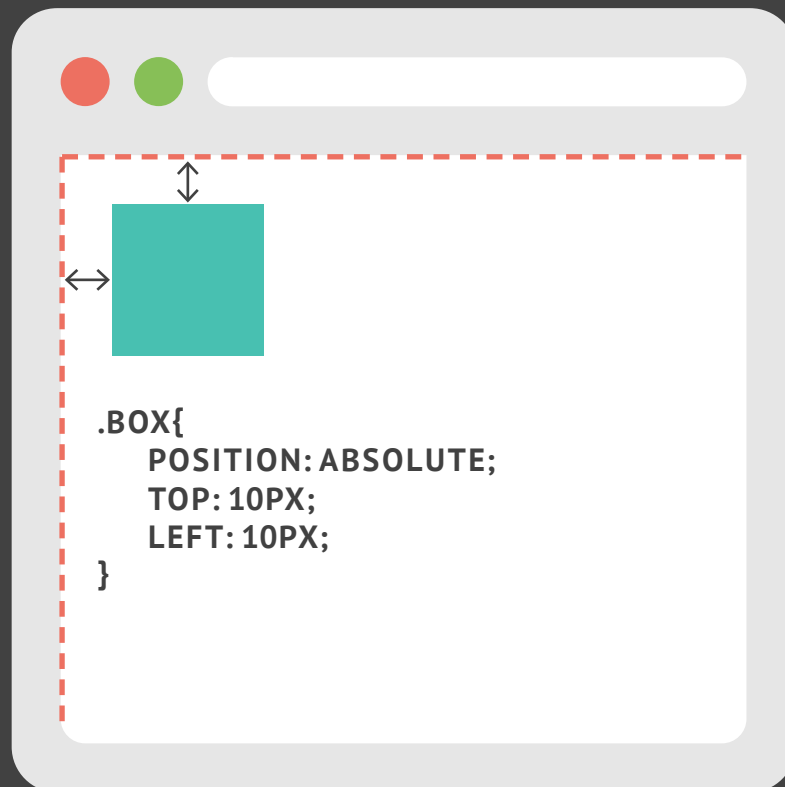 .BOX{
POSITION: ABSOLUTE;
TOP: 10PX;
LEFT: 10PX;
}